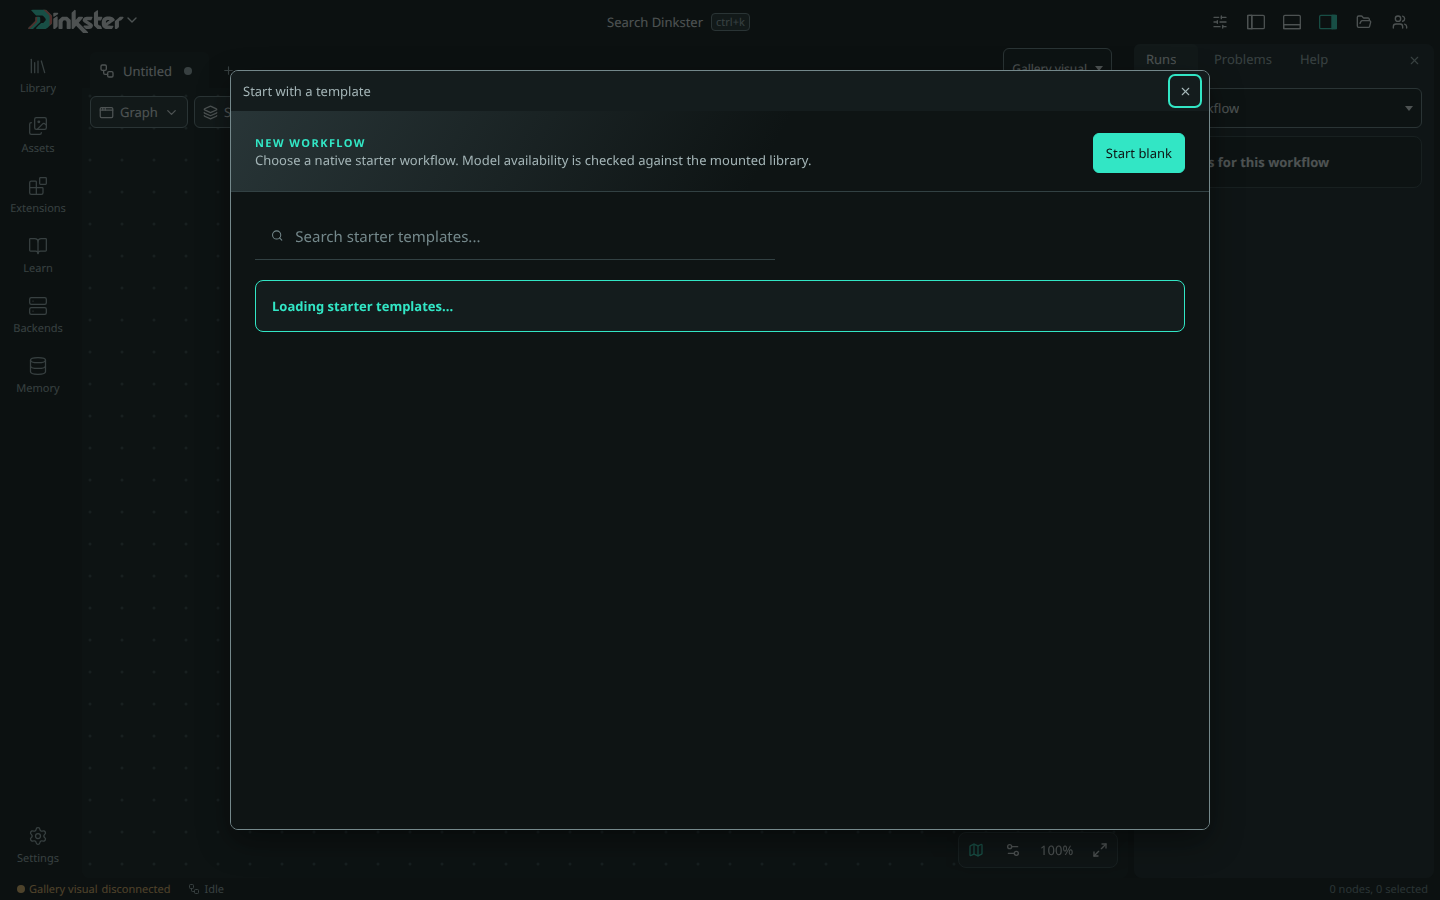 Dinkster
Search Dinkster ctrl+k
Library
Assets
Extensions
Learn
Backends
Memory
Settings
Untitled
Graph
Gallery visual
Runs Problems Help
s for this workflow
Start with a template
NEW WORKFLOW
Choose a native starter workflow. Model availability is checked against the mounted library.
Start blank
Search starter templates...
Loading starter templates...
100%
Gallery visual disconnected
Idle
0 nodes, 0 selected